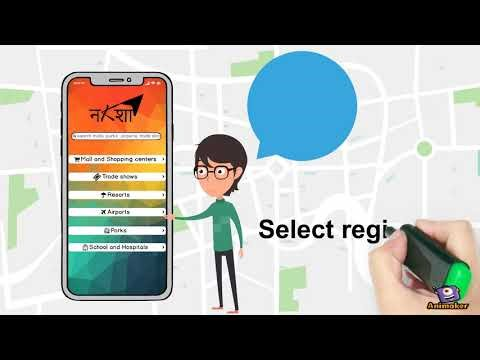 नक्शा
Mall and Shopping centers
Trade shows
Resorts
Airports
Parks
School and Hospitals
Select regi
Animaker